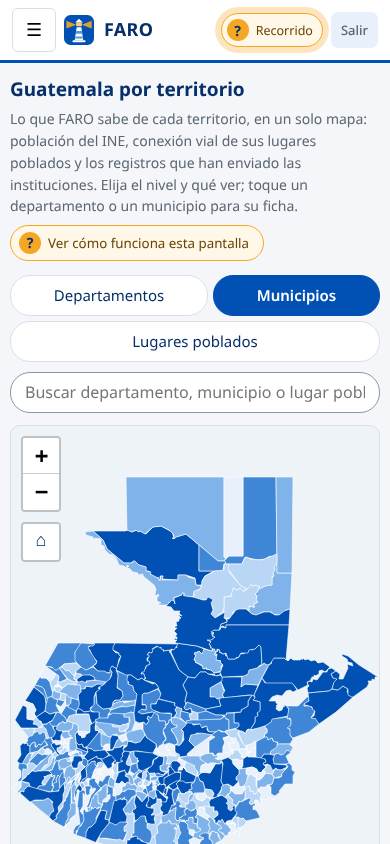 ☰ FARO ? Recorrido Salir
Guatemala por territorio
Lo que FARO sabe de cada territorio, en un solo mapa:
población del INE, conexión vial de sus lugares
poblados y los registros que han enviado las
instituciones. Elija el nivel y qué ver; toque un
departamento o un municipio para su ficha.
? Ver cómo funciona esta pantalla
Departamentos Municipios
Lugares poblados
Buscar departamento, municipio o lugar pobl
+
−
⌂